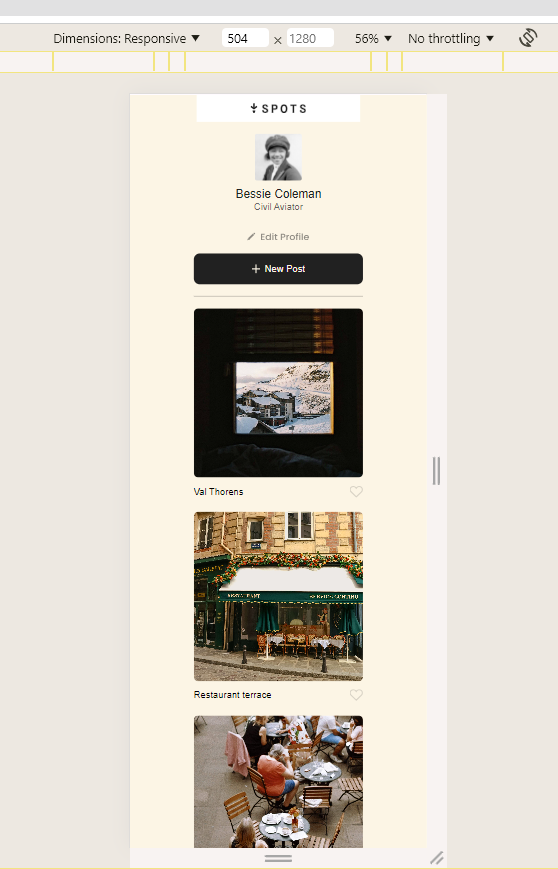 Dimensions: Responsive ▼ 504 × 1280 56% ▼ No throttling ▼
SPOTS
Bessie Coleman
Civil Aviator
Edit Profile
+ New Post
Val Thorens
RESTAURANT
Restaurant terrace